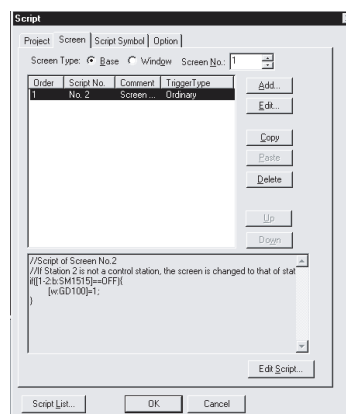 Script
Project Screen Script Symbol Option
Screen Type: Base Window Screen No.: 1
Order Script No. Comment TriggerType
1 No. 2 Screen ... Ordinary
Add...
Edit...
Copy
Paste
Delete
Up
Down
//Script of Screen No.2
//If Station 2 is not a control station, the screen is changed to that of stat
if([1-2:b:SM1515]==OFF){
[w:GD100]=1;
}
Edit Script...
Script List... OK Cancel